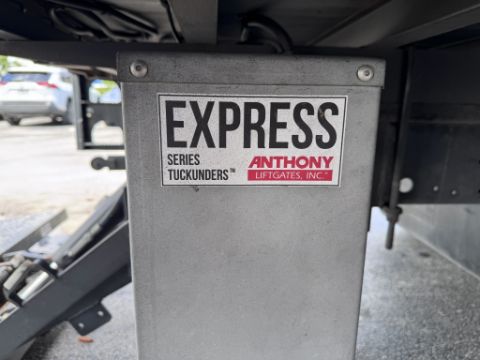 EXPRESS
SERIES
TUCKUNDERS™
ANTHONY
LIFTGATES, INC.